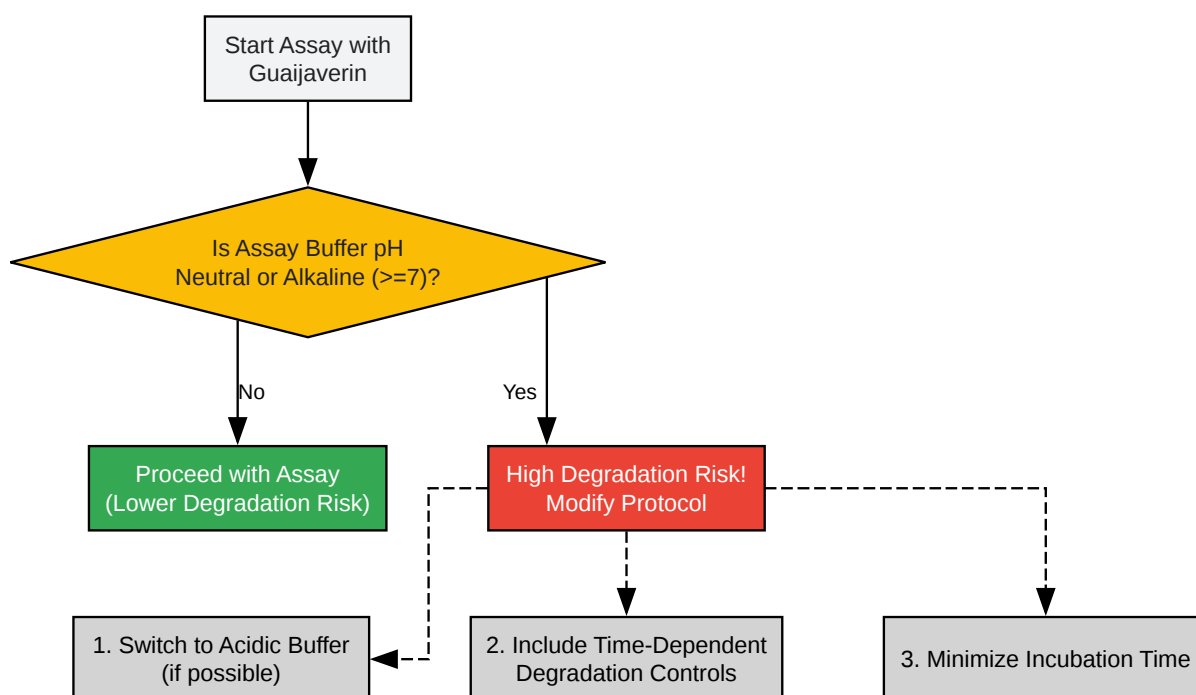 Start Assay with
Guaijaverin
Is Assay Buffer pH
Neutral or Alkaline (>=7)?
No
Yes
Proceed with Assay
(Lower Degradation Risk)
High Degradation Risk!
Modify Protocol
1. Switch to Acidic Buffer
(if possible)
2. Include Time-Dependent
Degradation Controls
3. Minimize Incubation Time